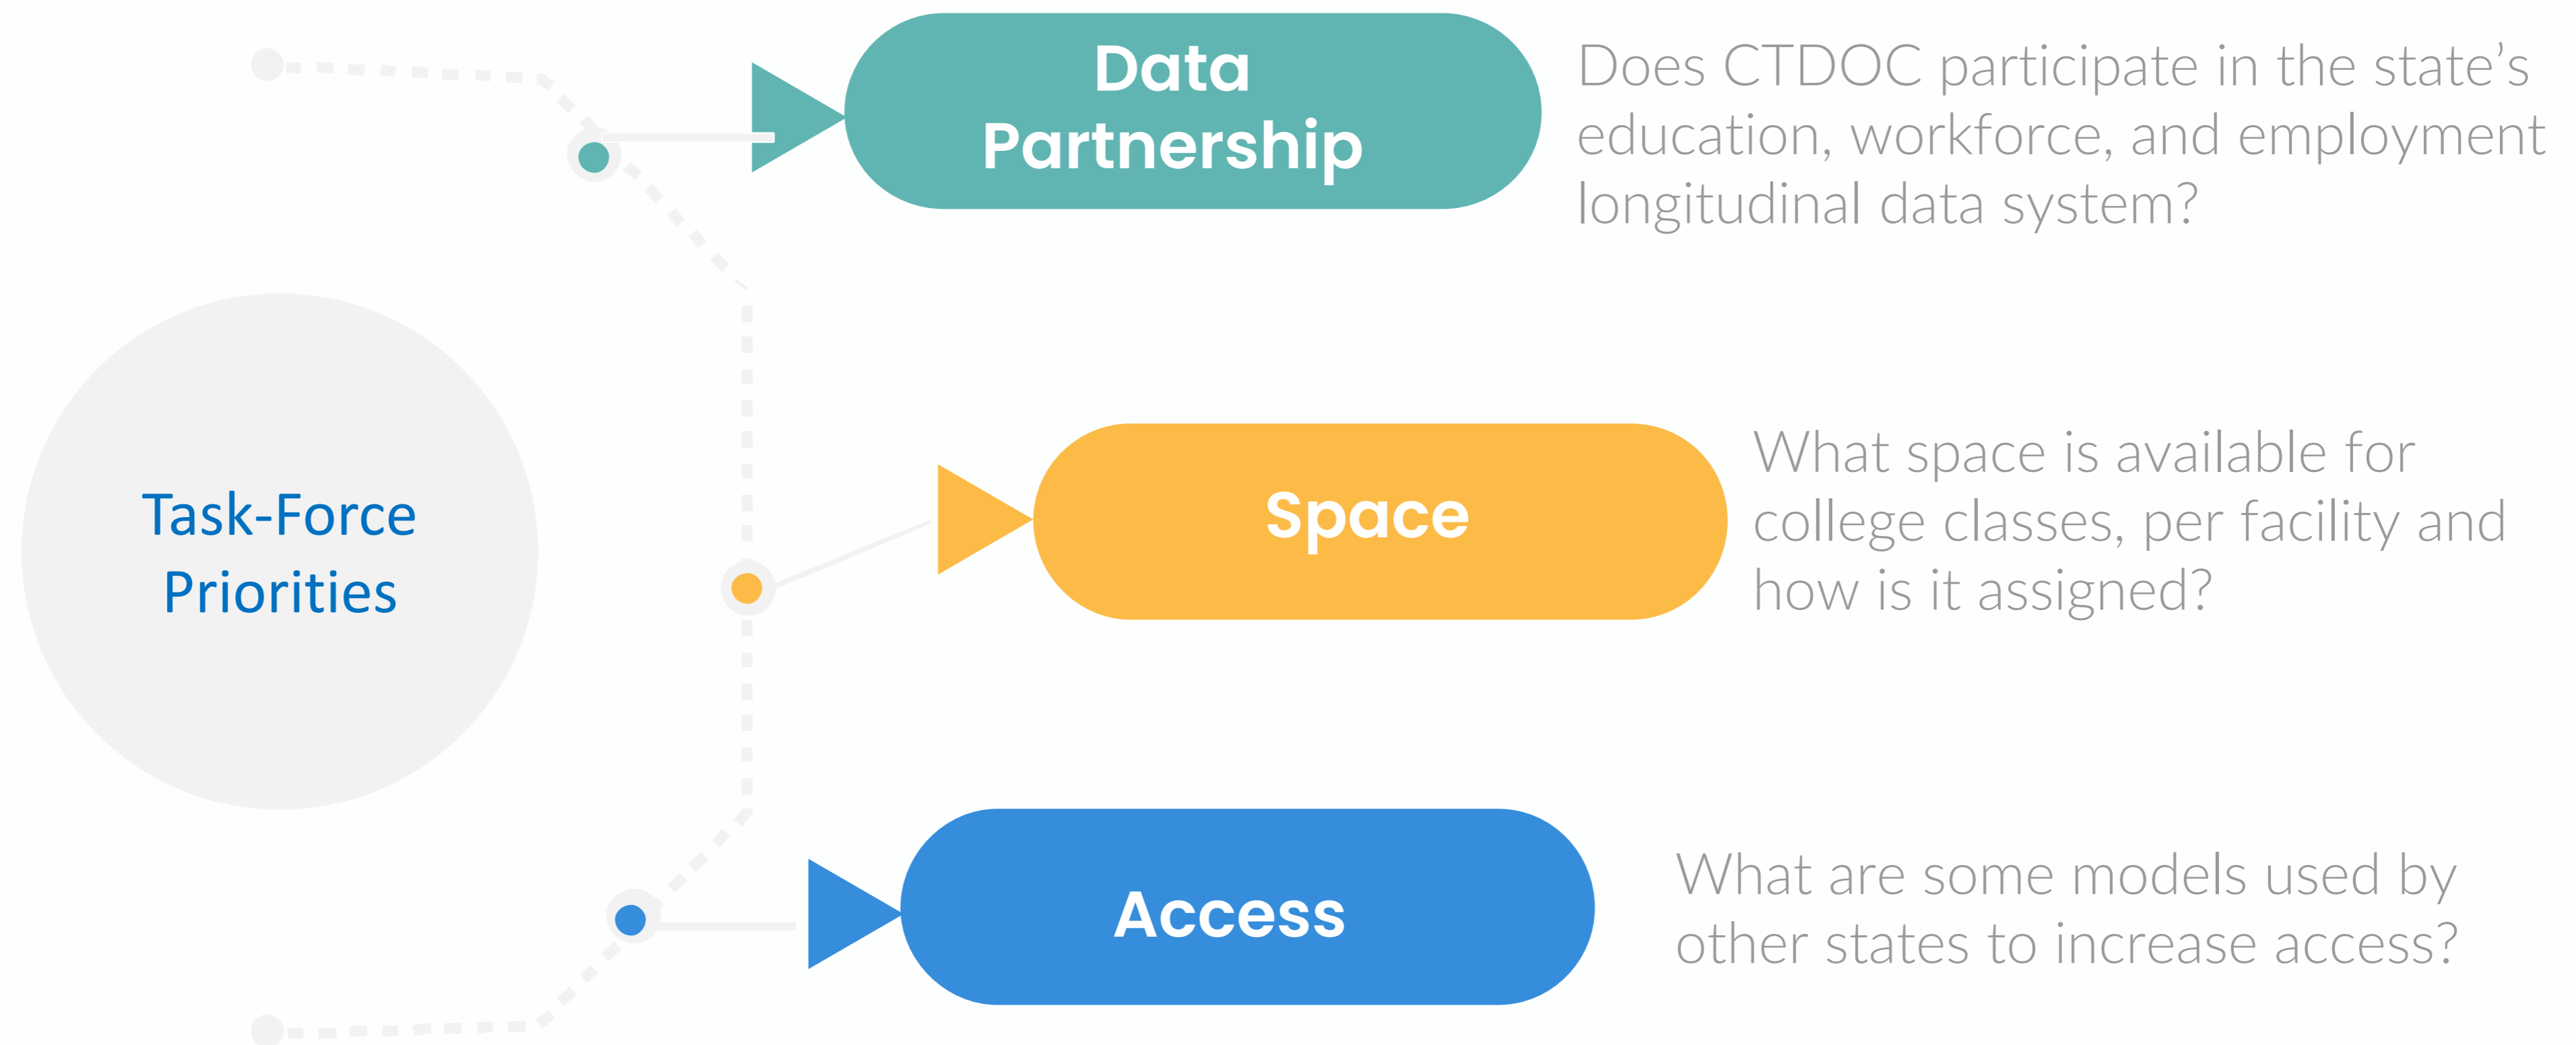 Task-Force
Priorities
Data
Partnership
Does CTDOC participate in the state’s
education, workforce, and employment
longitudinal data system?
Space
What space is available for
college classes, per facility and
how is it assigned?
Access
What are some models used by
other states to increase access?